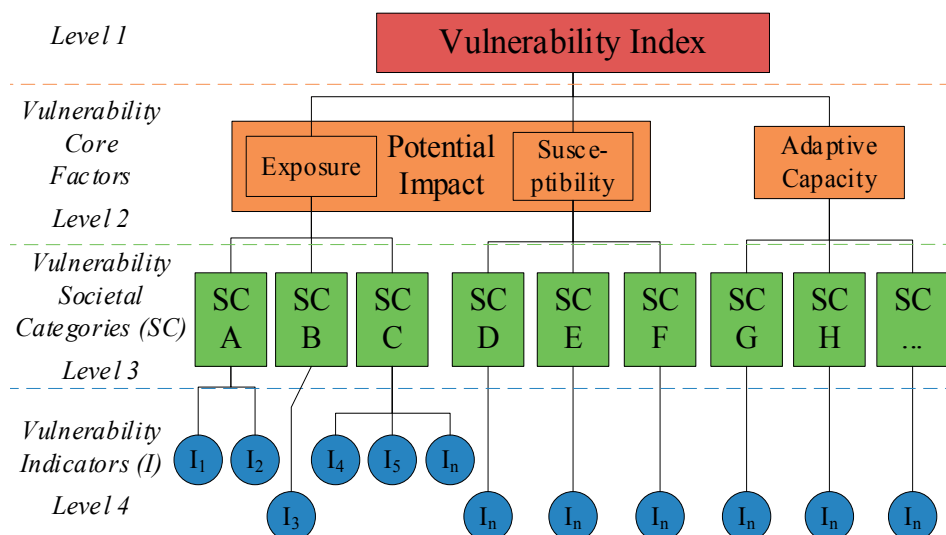 Level 1
Vulnerability Index
Vulnerability
Core
Factors
Level 2
Exposure
Potential
Impact
Susce-
ptibility
Adaptive
Capacity
Vulnerability
Societal
Categories (SC)
Level 3
SC
A
SC
B
SC
C
SC
D
SC
E
SC
F
SC
G
SC
H
SC
...
Vulnerability
Indicators (I)
Level 4
I1
I2
I3
I4
I5
In
In
In
In
In
In
In